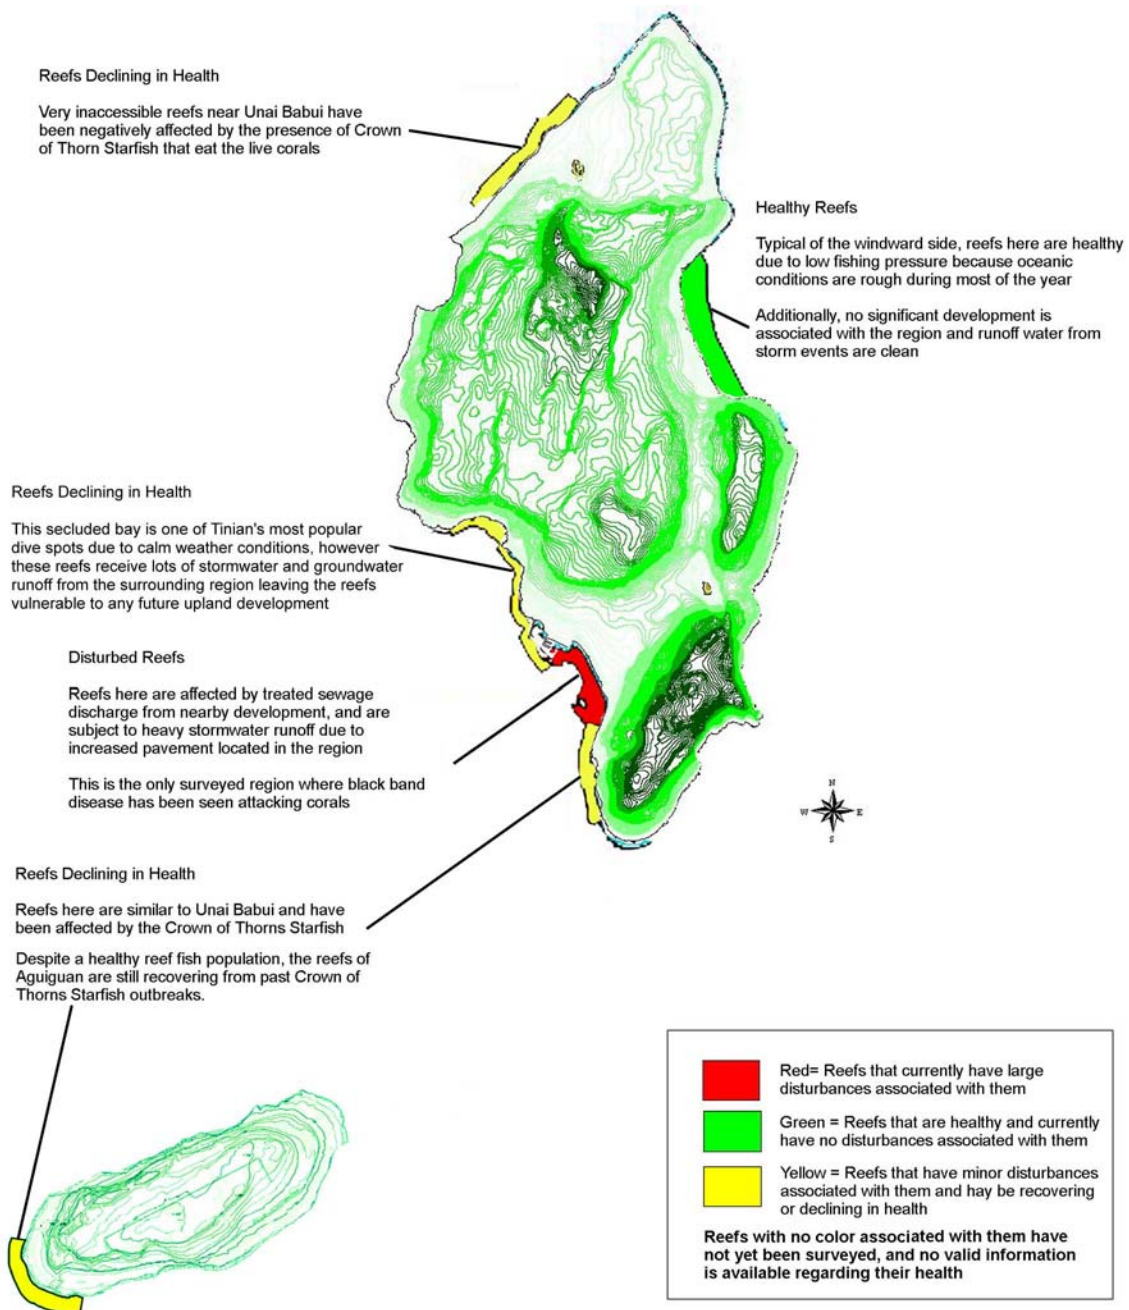 Reefs Declining in Health
Very inaccessible reefs near Unai Babui have
been negatively affected by the presence of Crown
of Thorn Starfish that eat the live corals
Healthy Reefs
Typical of the windward side, reefs here are healthy
due to low fishing pressure because oceanic
conditions are rough during most of the year
Additionally, no significant development is
associated with the region and runoff water from
storm events are clean
Reefs Declining in Health
This secluded bay is one of Tinian's most popular
dive spots due to calm weather conditions, however
these reefs receive lots of stormwater and groundwater
runoff from the surrounding region leaving the reefs
vulnerable to any future upland development
Disturbed Reefs
Reefs here are affected by treated sewage
discharge from nearby development, and are
subject to heavy stormwater runoff due to
increased pavement located in the region
This is the only surveyed region where black band
disease has been seen attacking corals
N
W E
S
Reefs Declining in Health
Reefs here are similar to Unai Babui and have
been affected by the Crown of Thorns Starfish
Despite a healthy reef fish population, the reefs of
Aguiguan are still recovering from past Crown of
Thorns Starfish outbreaks.
Red= Reefs that currently have large
disturbances associated with them
Green = Reefs that are healthy and currently
have no disturbances associated with them
Yellow = Reefs that have minor disturbances
associated with them and hay be recovering
or declining in health
Reefs with no color associated with them have
not yet been surveyed, and no valid information
is available regarding their health